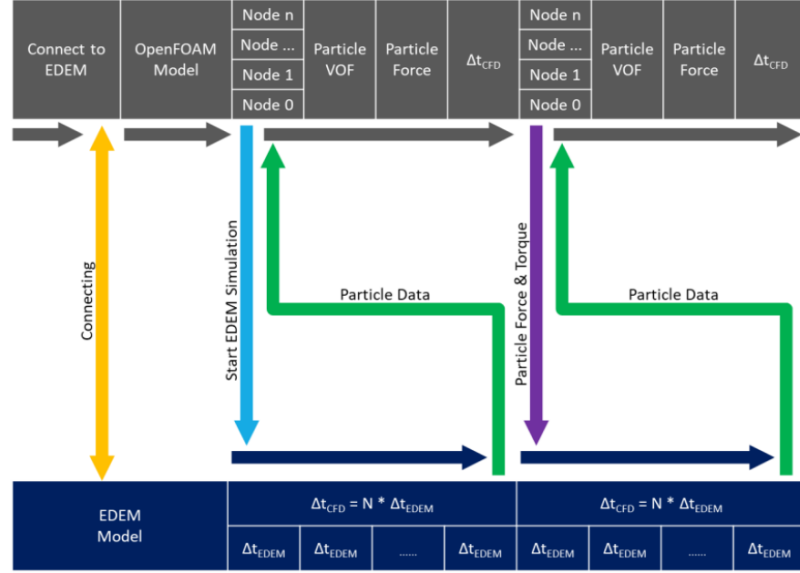 Connect to
EDEM
OpenFOAM
Model
Node n
Node ...
Node 1
Node 0
Particle
VOF
Particle
Force
Δt_CFD
Node n
Node ...
Node 1
Node 0
Particle
VOF
Particle
Force
Δt_CFD
Connecting
Start EDEM Simulation
Particle Data
Particle Force & Torque
Particle Data
EDEM
Model
Δt_CFD = N * Δt_EDEM
Δt_CFD = N * Δt_EDEM
Δt_EDEM
Δt_EDEM
......
Δt_EDEM
Δt_EDEM
Δt_EDEM
......
Δt_EDEM